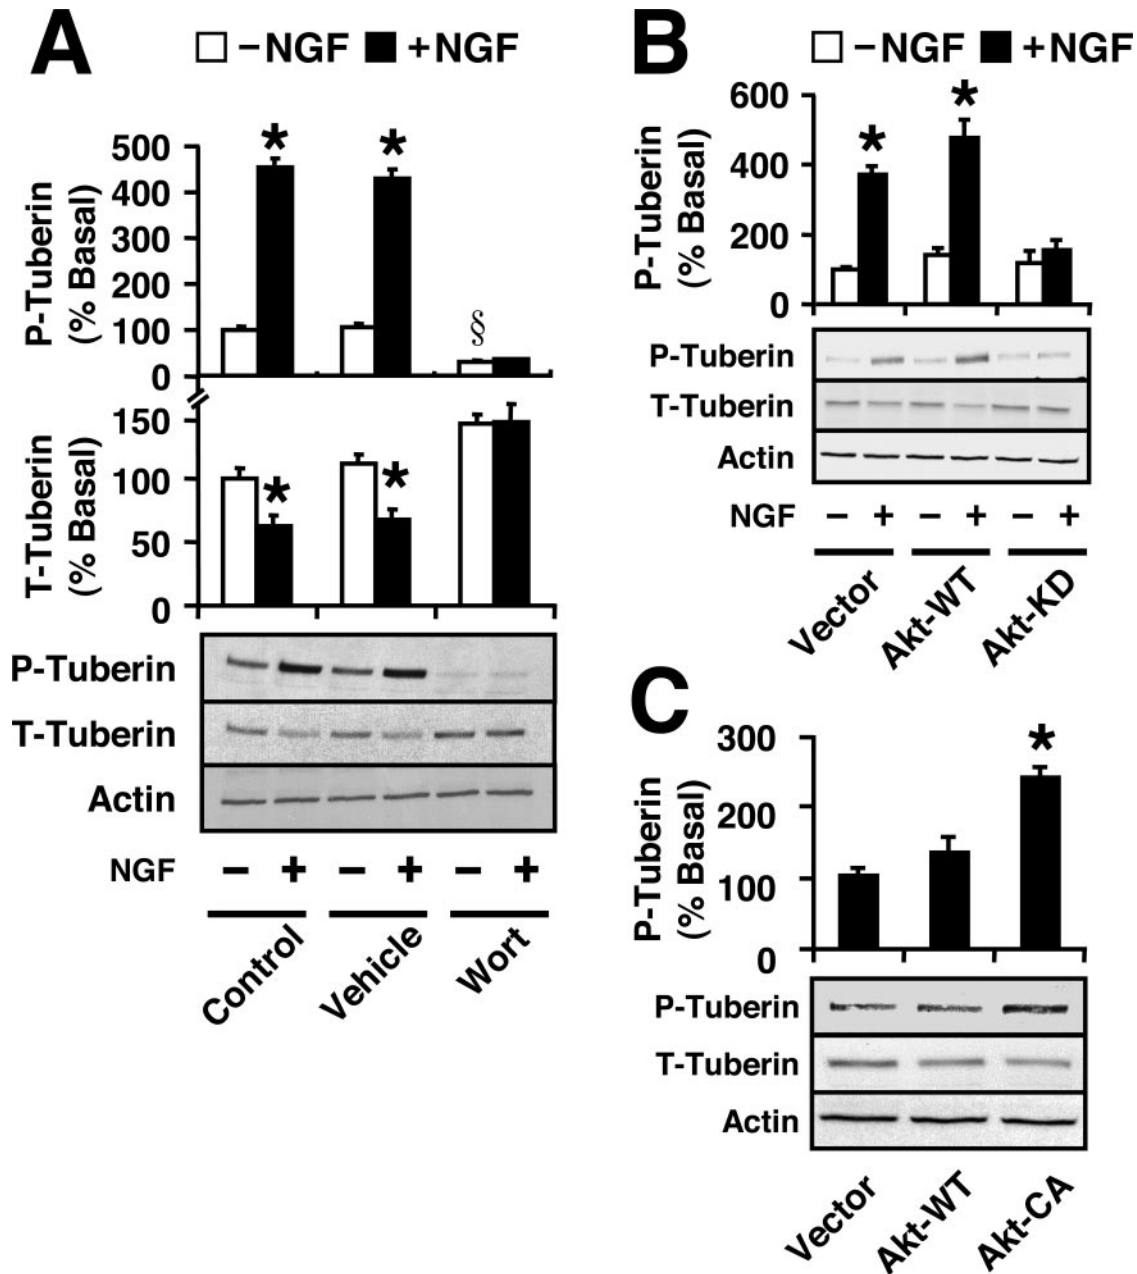 A
−NGF +NGF
P-Tuberin
(% Basal)
500
400
300
200
100
0
* * §
T-Tuberin
(% Basal)
150
100
50
0
* *
P-Tuberin
T-Tuberin
Actin
NGF − + − + − +
Control Vehicle Wort
B
−NGF +NGF
P-Tuberin
(% Basal)
600
400
200
0
* *
P-Tuberin
T-Tuberin
Actin
NGF − + − + − +
Vector Akt-WT Akt-KD
C
P-Tuberin
(% Basal)
300
200
100
0
*
P-Tuberin
T-Tuberin
Actin
Vector Akt-WT Akt-CA